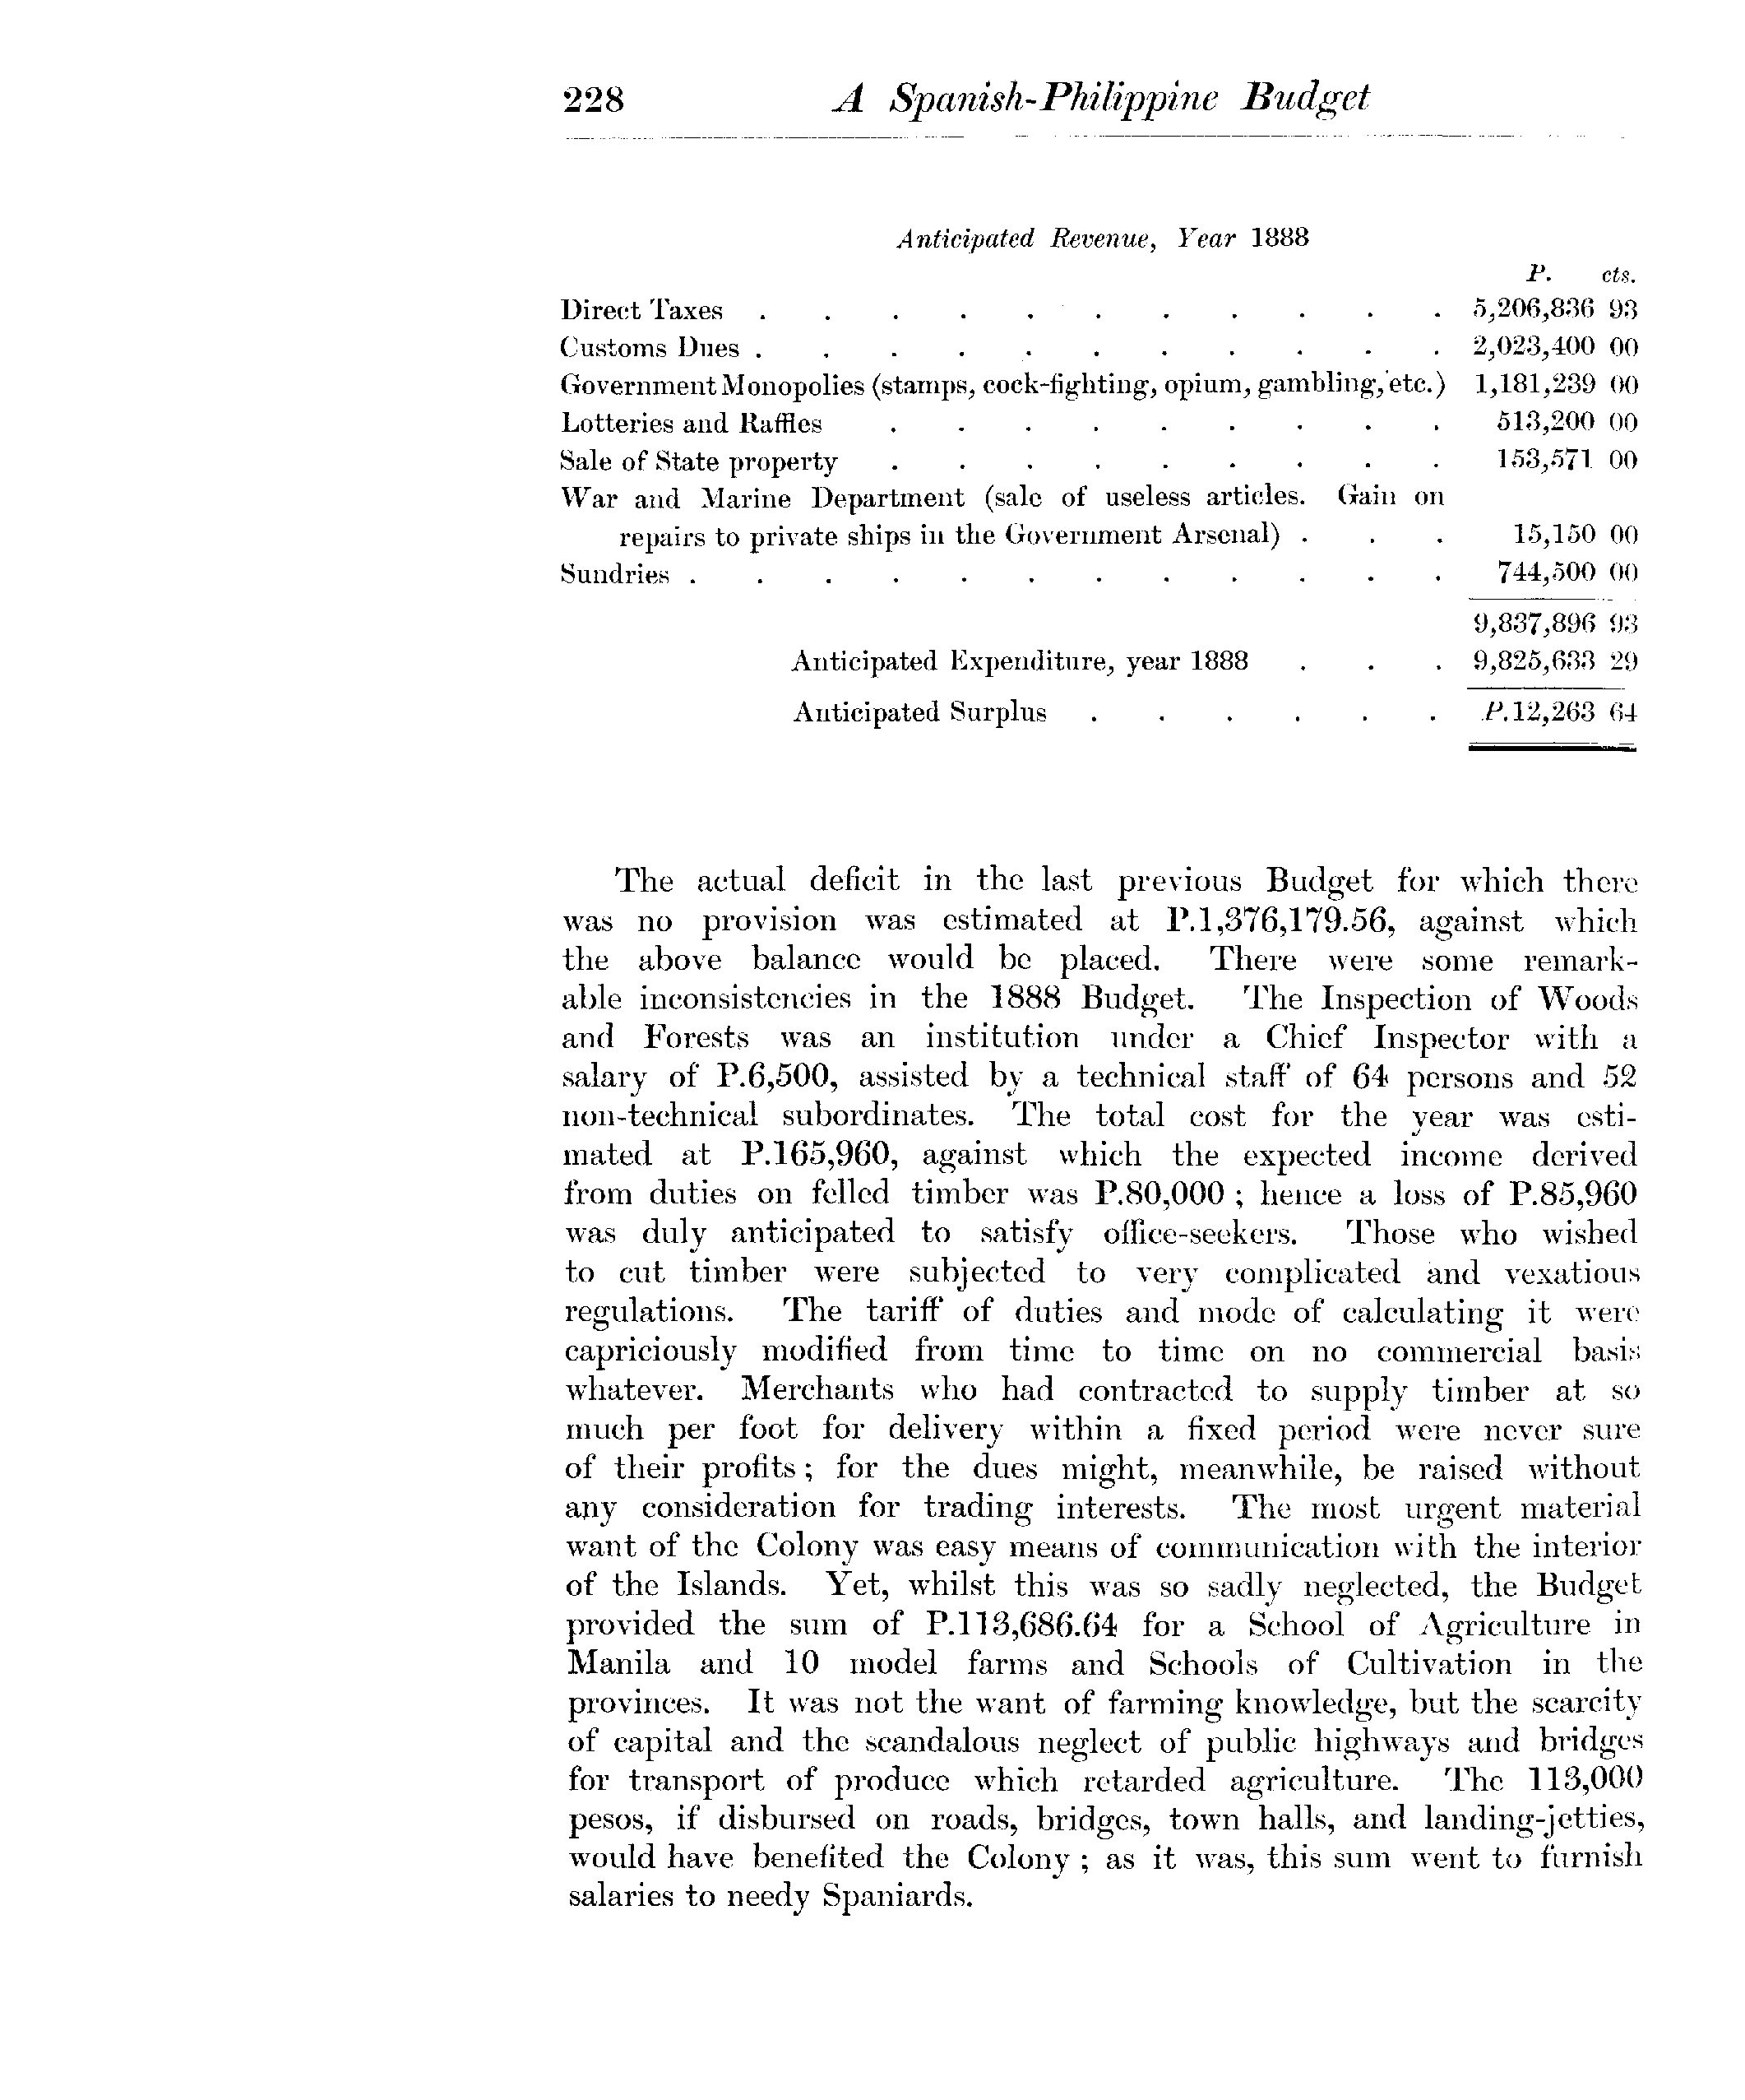 228 A Spanish-Philippine Budget
Anticipated Revenue, Year 1888
P. cts.
Direct Taxes . . . . . . . . . . . 5,206,836 93
Customs Dues . . . . . . . . . . . 2,023,400 00
Government Monopolies (stamps, cock-fighting, opium, gambling, etc.) 1,181,239 00
Lotteries and Raffles . . . . . . . . . 513,200 00
Sale of State property . . . . . . . . . 153,571 00
War and Marine Department (sale of useless articles. Gain on
repairs to private ships in the Government Arsenal) . . . 15,150 00
Sundries . . . . . . . . . . . . 744,500 00
9,837,896 93
Anticipated Expenditure, year 1888 . . . 9,825,633 29
Anticipated Surplus . . . . . . P.12,263 64
The actual deficit in the last previous Budget for which there
was no provision was estimated at P.1,376,179.56, against which
the above balance would be placed. There were some remark-
able inconsistencies in the 1888 Budget. The Inspection of Woods
and Forests was an institution under a Chief Inspector with a
salary of P.6,500, assisted by a technical staff of 64 persons and 52
non-technical subordinates. The total cost for the year was esti-
mated at P.165,960, against which the expected income derived
from duties on felled timber was P.80,000 ; hence a loss of P.85,960
was duly anticipated to satisfy office-seekers. Those who wished
to cut timber were subjected to very complicated and vexatious
regulations. The tariff of duties and mode of calculating it were
capriciously modified from time to time on no commercial basis
whatever. Merchants who had contracted to supply timber at so
much per foot for delivery within a fixed period were never sure
of their profits ; for the dues might, meanwhile, be raised without
any consideration for trading interests. The most urgent material
want of the Colony was easy means of communication with the interior
of the Islands. Yet, whilst this was so sadly neglected, the Budget
provided the sum of P.113,686.64 for a School of Agriculture in
Manila and 10 model farms and Schools of Cultivation in the
provinces. It was not the want of farming knowledge, but the scarcity
of capital and the scandalous neglect of public highways and bridges
for transport of produce which retarded agriculture. The 113,000
pesos, if disbursed on roads, bridges, town halls, and landing-jetties,
would have benefited the Colony ; as it was, this sum went to furnish
salaries to needy Spaniards.